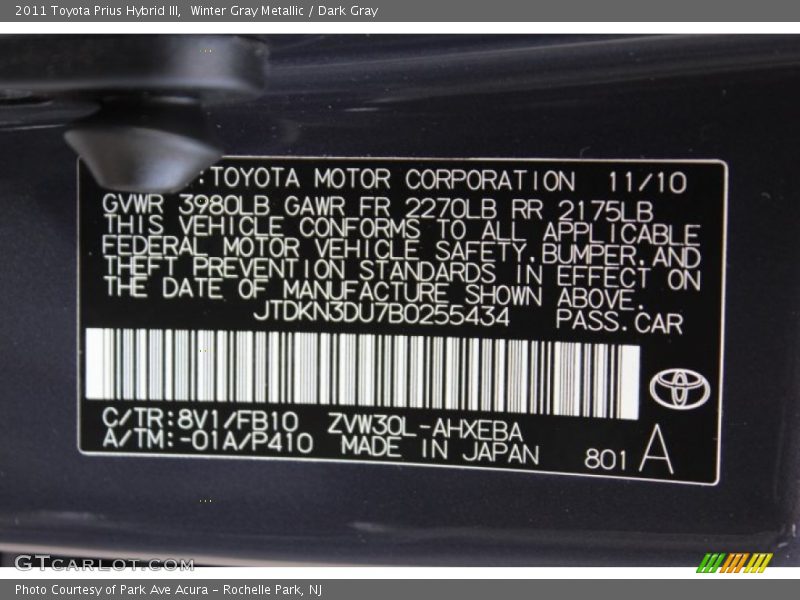 2011 Toyota Prius Hybrid III, Winter Gray Metallic / Dark Gray
:TOYOTA MOTOR CORPORATION 11/10
GVWR 3980LB GAWR FR 2270LB RR 2175LB
THIS VEHICLE CONFORMS TO ALL APPLICABLE
FEDERAL MOTOR VEHICLE SAFETY.BUMPER.AND
THEFT PREVENTION STANDARDS IN EFFECT ON
THE DATE OF MANUFACTURE SHOWN ABOVE.
JTDKN3DU7B0255434 PASS.CAR
C/TR:8V1/FB10 ZVW30L-AHXEBA
A/TM:-01A/P410 MADE IN JAPAN
801 A
GTCARLOT.COM
Photo Courtesy of Park Ave Acura - Rochelle Park, NJ